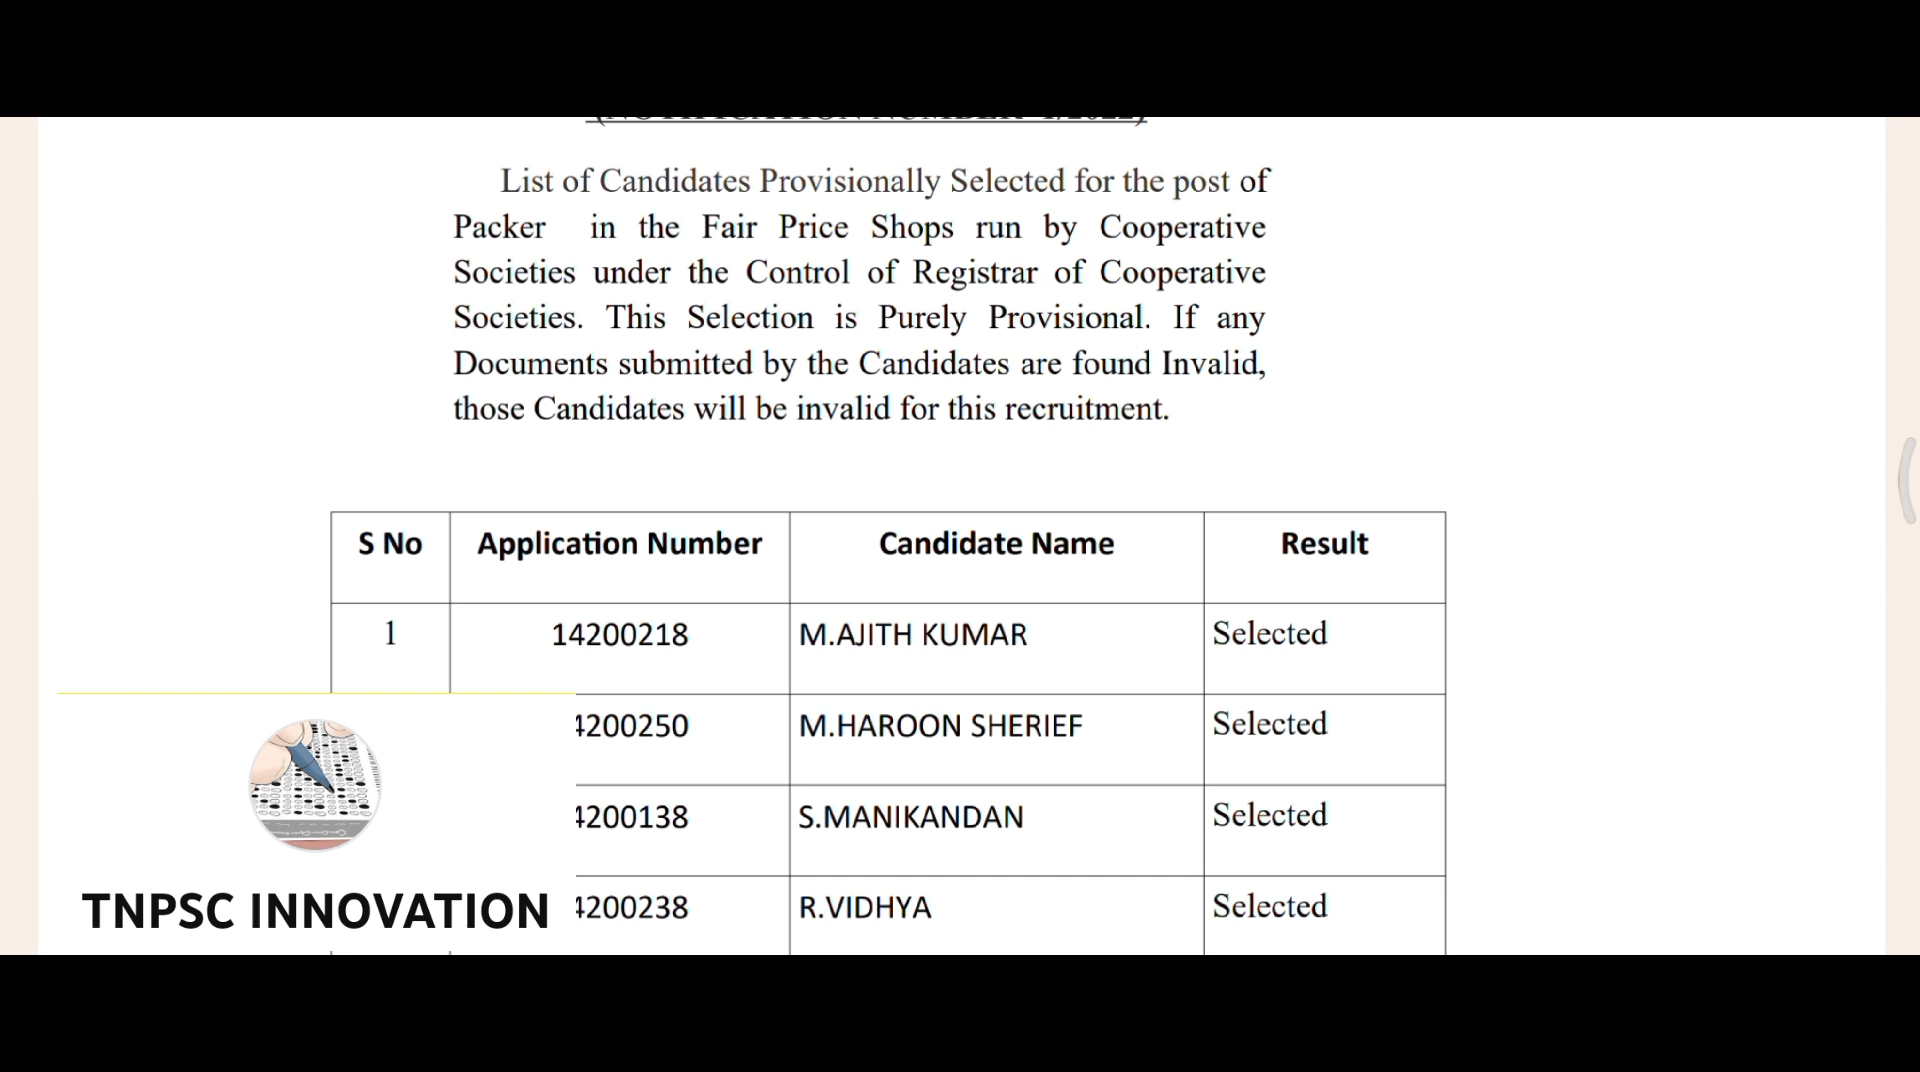 List of Candidates Provisionally Selected for the post of
Packer in the Fair Price Shops run by Cooperative
Societies under the Control of Registrar of Cooperative
Societies. This Selection is Purely Provisional. If any
Documents submitted by the Candidates are found Invalid,
those Candidates will be invalid for this recruitment.
S No Application Number Candidate Name Result
1 14200218 M.AJITH KUMAR Selected
4200250 M.HAROON SHERIEF Selected
4200138 S.MANIKANDAN Selected
4200238 R.VIDHYA Selected
TNPSC INNOVATION